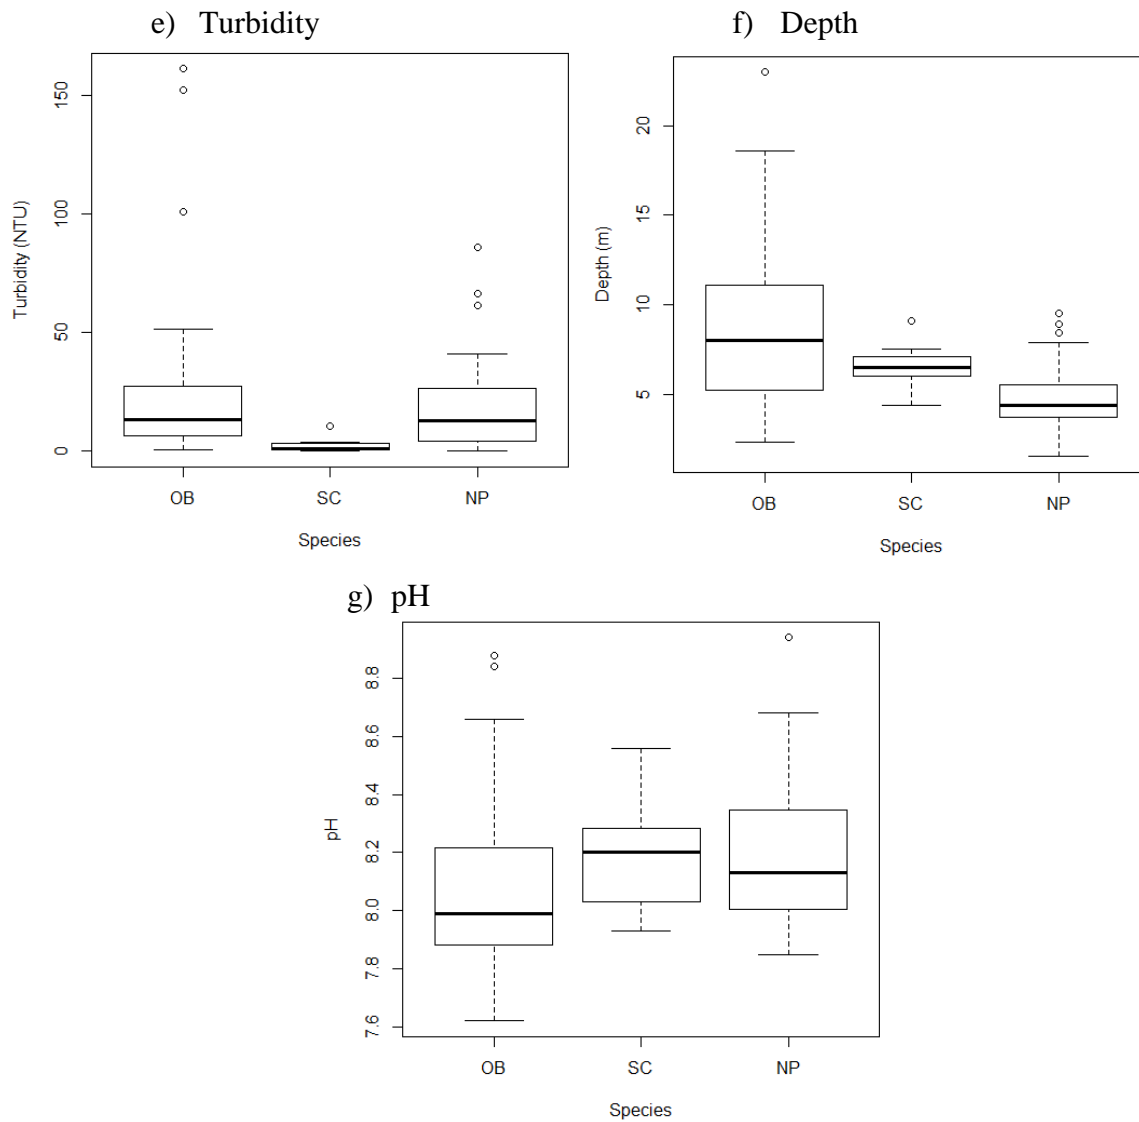 e) Turbidity
150
100
50
0
Turbidity (NTU)
OB SC NP
Species
f) Depth
20
15
10
5
Depth (m)
OB SC NP
Species
g) pH
8.8
8.6
8.4
8.2
8.0
7.8
7.6
pH
OB SC NP
Species